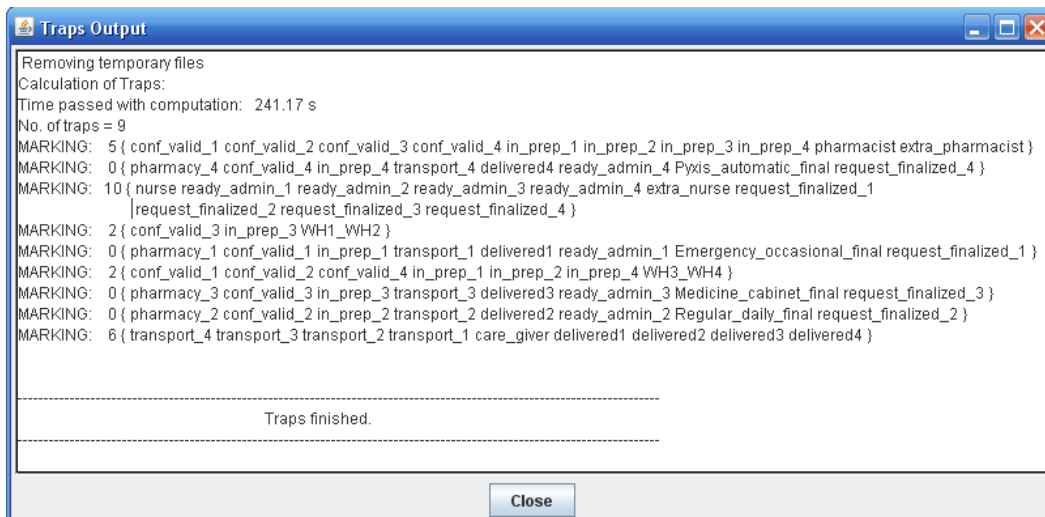 Traps Output
Removing temporary files
Calculation of Traps:
Time passed with computation:   241.17 s
No. of traps = 9
MARKING:   5 { conf_valid_1 conf_valid_2 conf_valid_3 conf_valid_4 in_prep_1 in_prep_2 in_prep_3 in_prep_4 pharmacist extra_pharmacist }
MARKING:   0 { pharmacy_4 conf_valid_4 in_prep_4 transport_4 delivered4 ready_admin_4 Pyxis_automatic_final request_finalized_4 }
MARKING:  10 { nurse ready_admin_1 ready_admin_2 ready_admin_3 ready_admin_4 extra_nurse request_finalized_1
request_finalized_2 request_finalized_3 request_finalized_4 }
MARKING:   2 { conf_valid_3 in_prep_3 WH1_WH2 }
MARKING:   0 { pharmacy_1 conf_valid_1 in_prep_1 transport_1 delivered1 ready_admin_1 Emergency_occasional_final request_finalized_1 }
MARKING:   2 { conf_valid_1 conf_valid_2 conf_valid_4 in_prep_1 in_prep_2 in_prep_4 WH3_WH4 }
MARKING:   0 { pharmacy_3 conf_valid_3 in_prep_3 transport_3 delivered3 ready_admin_3 Medicine_cabinet_final request_finalized_3 }
MARKING:   0 { pharmacy_2 conf_valid_2 in_prep_2 transport_2 delivered2 ready_admin_2 Regular_daily_final request_finalized_2 }
MARKING:   6 { transport_4 transport_3 transport_2 transport_1 care_giver delivered1 delivered2 delivered3 delivered4 }
Traps finished.
Close